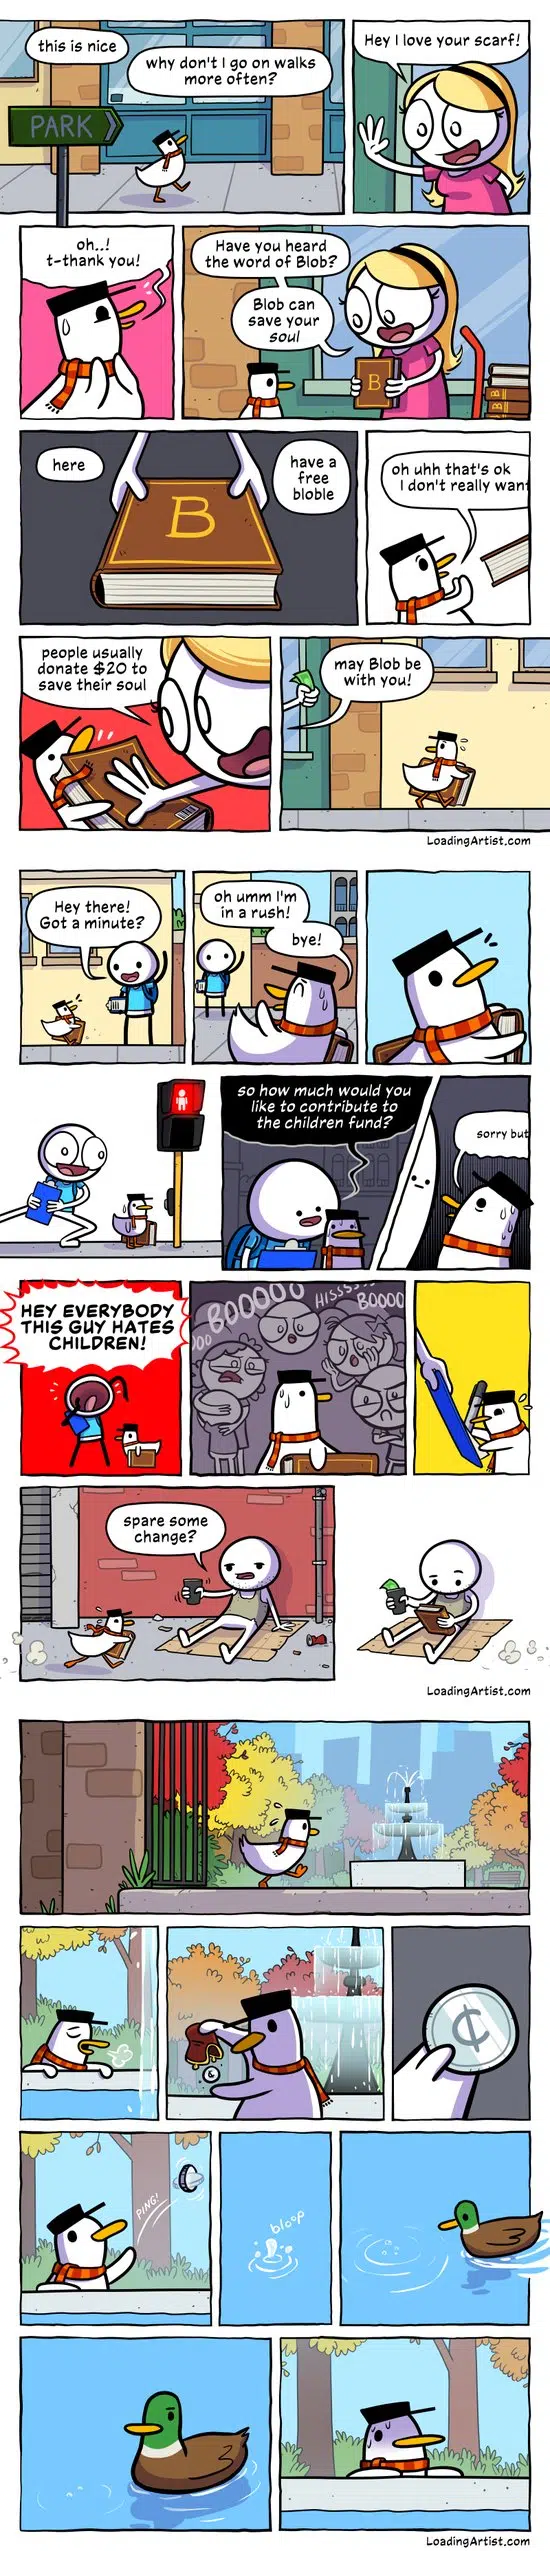 this is nice
why don't I go on walks
more often?
PARK
Hey I love your scarf!
oh..!
t-thank you!
Have you heard
the word of Blob?
Blob can
save your
soul
B
B
B
here
have a
free
bloble
B
oh uhh that's ok
I don't really want
people usually
donate $20 to
save their soul
may Blob be
with you!
LoadingArtist.com
Hey there!
Got a minute?
oh umm I'm
in a rush!
bye!
so how much would you
like to contribute to
the children fund?
sorry but
HEY EVERYBODY
THIS GUY HATES
CHILDREN!
BOOOOO
HISSSS
BOOOO
OO
spare some
change?
LoadingArtist.com
¢
PING!
bloop
LoadingArtist.com